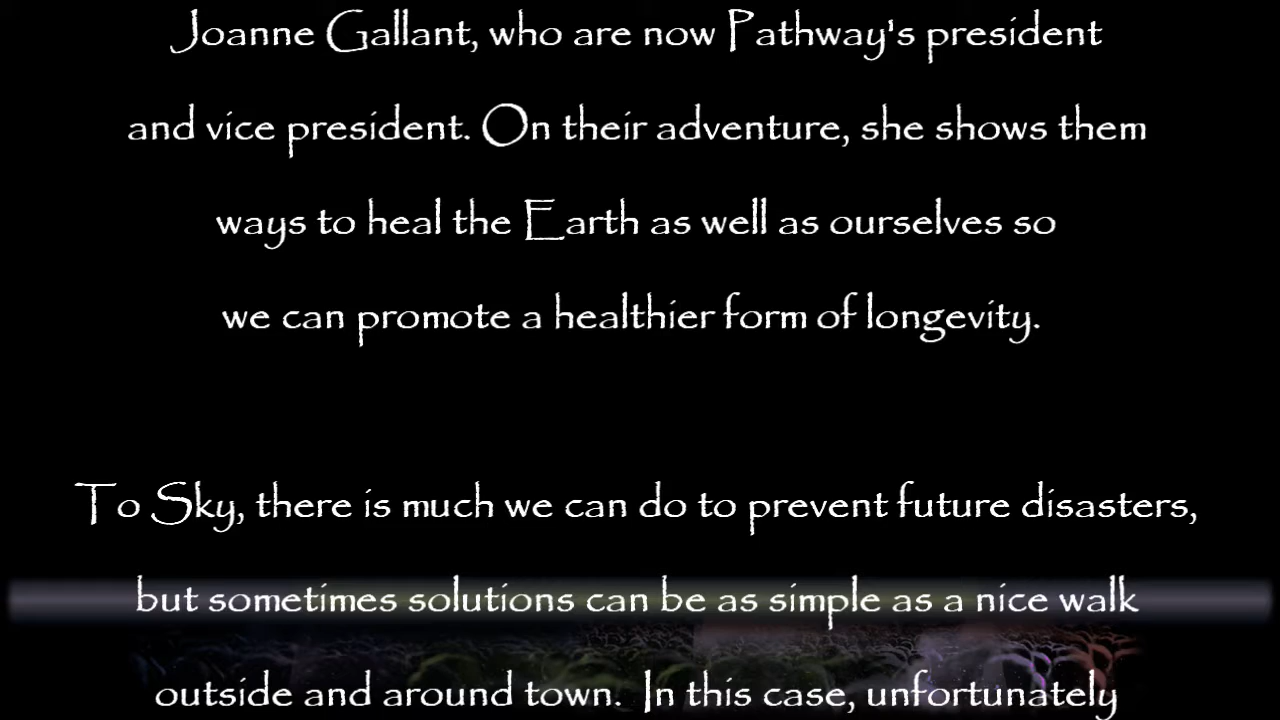 Joanne Gallant, who are now Pathway's president
and vice president. On their adventure, she shows them
ways to heal the Earth as well as ourselves so
we can promote a healthier form of longevity.
To Sky, there is much we can do to prevent future disasters,
but sometimes solutions can be as simple as a nice walk
outside and around town. In this case, unfortunately